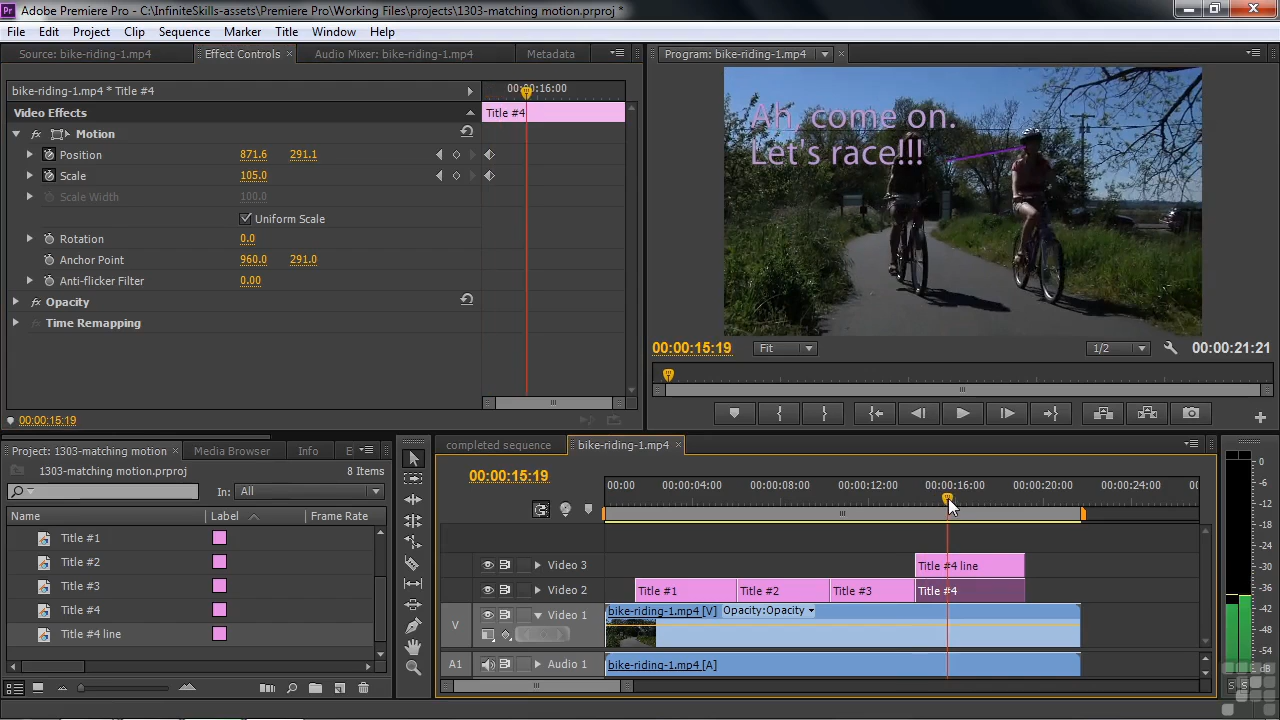 Pr Adobe Premiere Pro - C:\InfiniteSkills-assets\Premiere Pro\Working Files\projects\1303-matching motion.prproj *
File Edit Project Clip Sequence Marker Title Window Help
Source: bike-riding-1.mp4 Effect Controls Audio Mixer: bike-riding-1.mp4 Metadata
bike-riding-1.mp4 * Title #4
00:00:16:00
Video Effects
Title #4
Motion
Position 871.6 291.1
Scale 105.0
Scale Width 100.0
Uniform Scale
Rotation 0.0
Anchor Point 960.0 291.0
Anti-flicker Filter 0.00
Opacity
Time Remapping
00:00:15:19
Program: bike-riding-1.mp4
Ah, come on.
Let's race!!!
00:00:15:19 Fit 1/2 00:00:21:21
Project: 1303-matching motion Media Browser Info
1303-matching motion.prproj 8 Items
In: All
Name Label Frame Rate
Title #1
Title #2
Title #3
Title #4
Title #4 line
completed sequence bike-riding-1.mp4
00:00:15:19
00:00 00:00:04:00 00:00:08:00 00:00:12:00 00:00:16:00 00:00:20:00 00:00:24:00 00
Video 3 Title #4 line
Video 2 Title #1 Title #2 Title #3 Title #4
V Video 1 bike-riding-1.mp4 [V] Opacity:Opacity
A1 Audio 1 bike-riding-1.mp4 [A]
0
-6
-12
-18
-24
-30
-36
-42
-48
-54
dB
S S